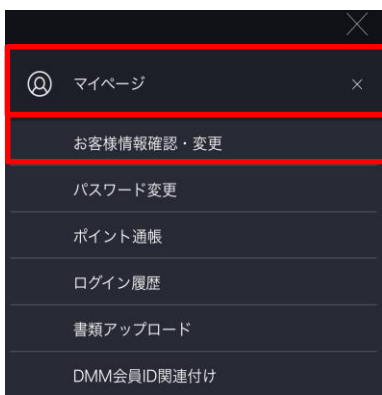 マイページ
お客様情報確認・変更
パスワード変更
ポイント通帳
ログイン履歴
書類アップロード
DMM会員ID関連付け